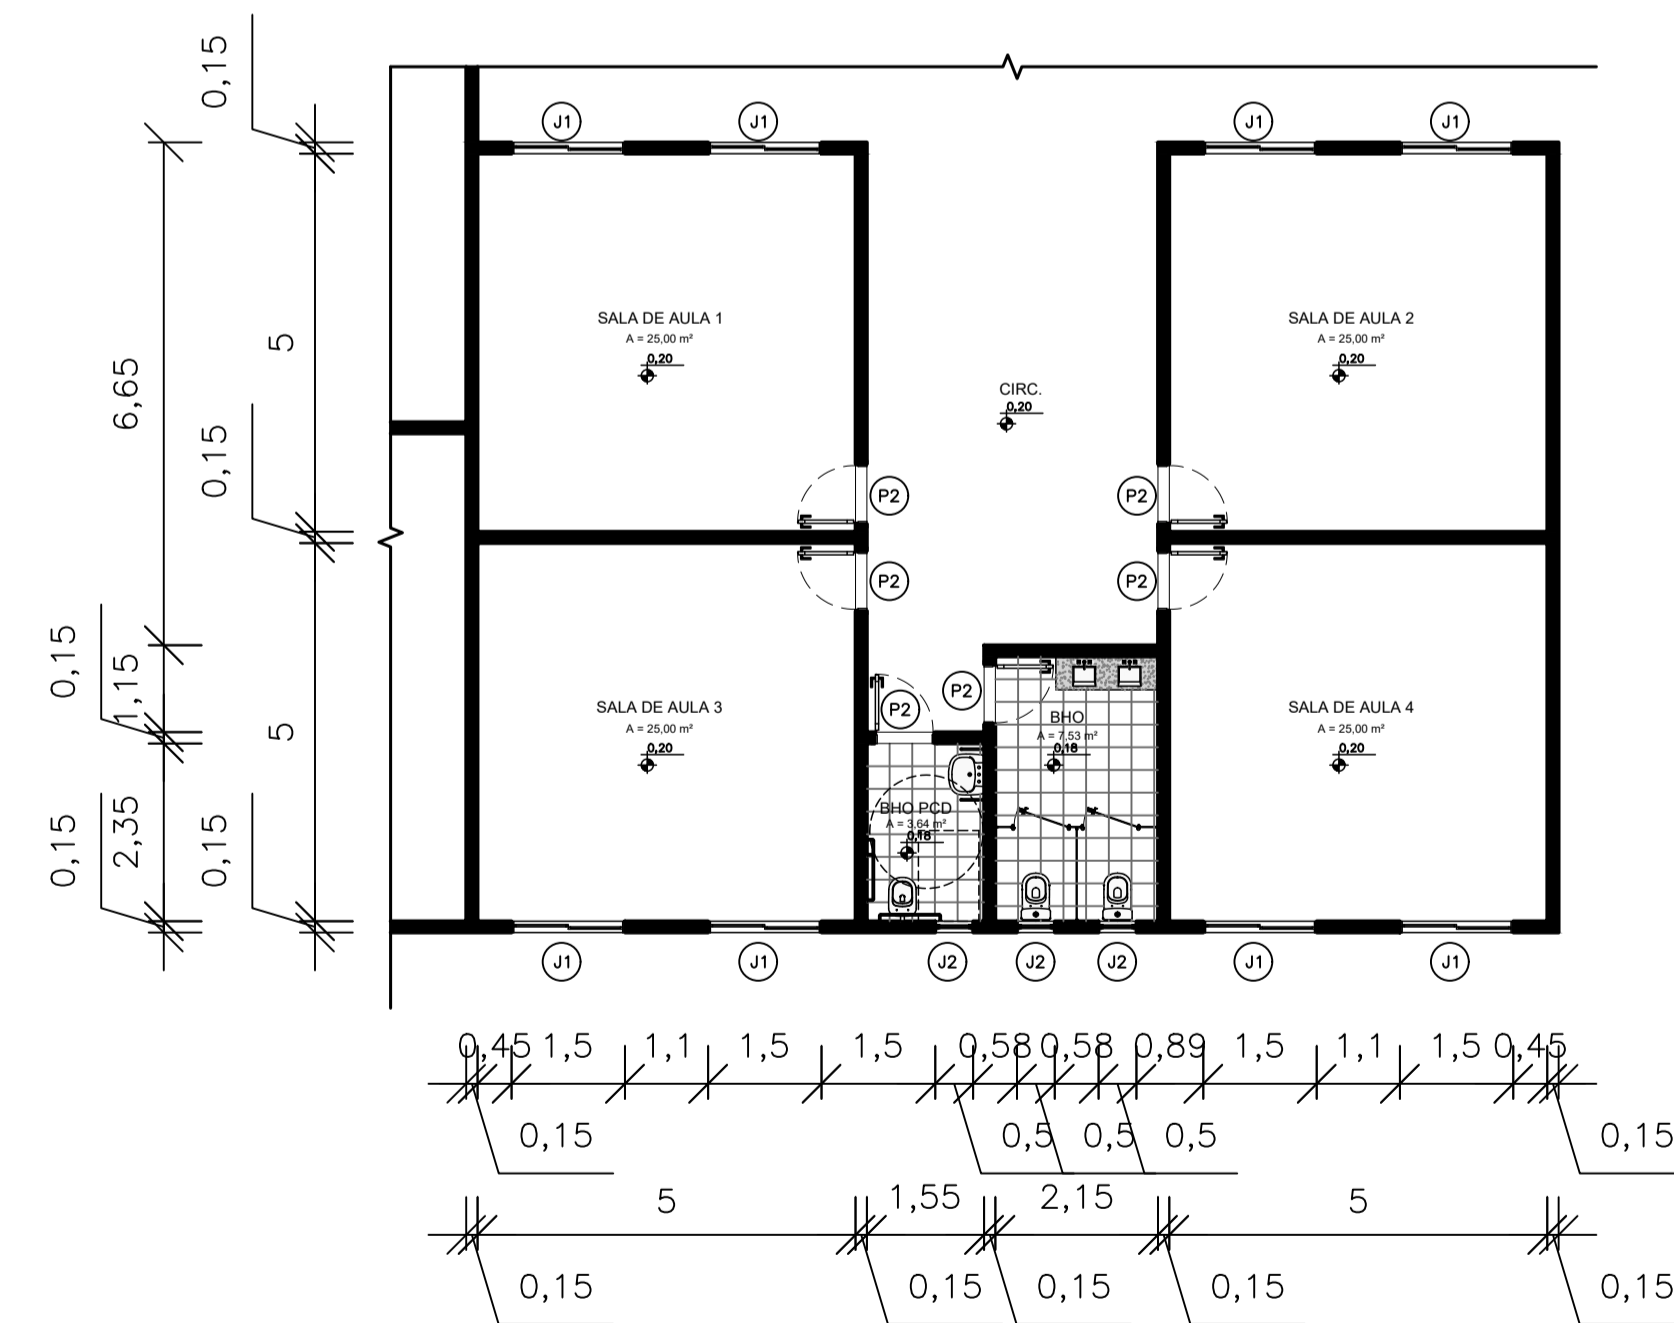 0,15
J1
J1
J1
J1
5
6,65
SALA DE AULA 1
A = 25,00 m²
0,20
SALA DE AULA 2
A = 25,00 m²
0,20
CIRC.
0,20
0,15
P2
P2
P2
P2
0,15
1,15
P2
P2
SALA DE AULA 3
A = 25,00 m²
0,20
BHO
A = 7,53 m²
0,18
SALA DE AULA 4
A = 25,00 m²
0,20
5
BHO PCD
A = 3,64 m²
0,18
0,15
2,35
0,15
J1
J1
J2
J2
J2
J1
J1
0,45 1,5 1,1 1,5 1,5 0,58 0,58 0,89 1,5 1,1 1,5 0,45
0,15 0,5 0,5 0,5 0,15
5 1,55 2,15 5
0,15 0,15 0,15 0,15 0,15